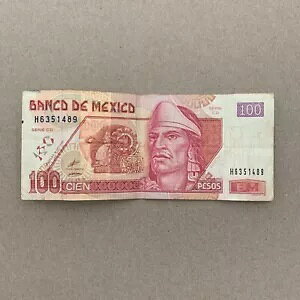 BANCO DE MEXICO
100
H6351489
SERIE CD
H6351489
100 CIEN PESOS